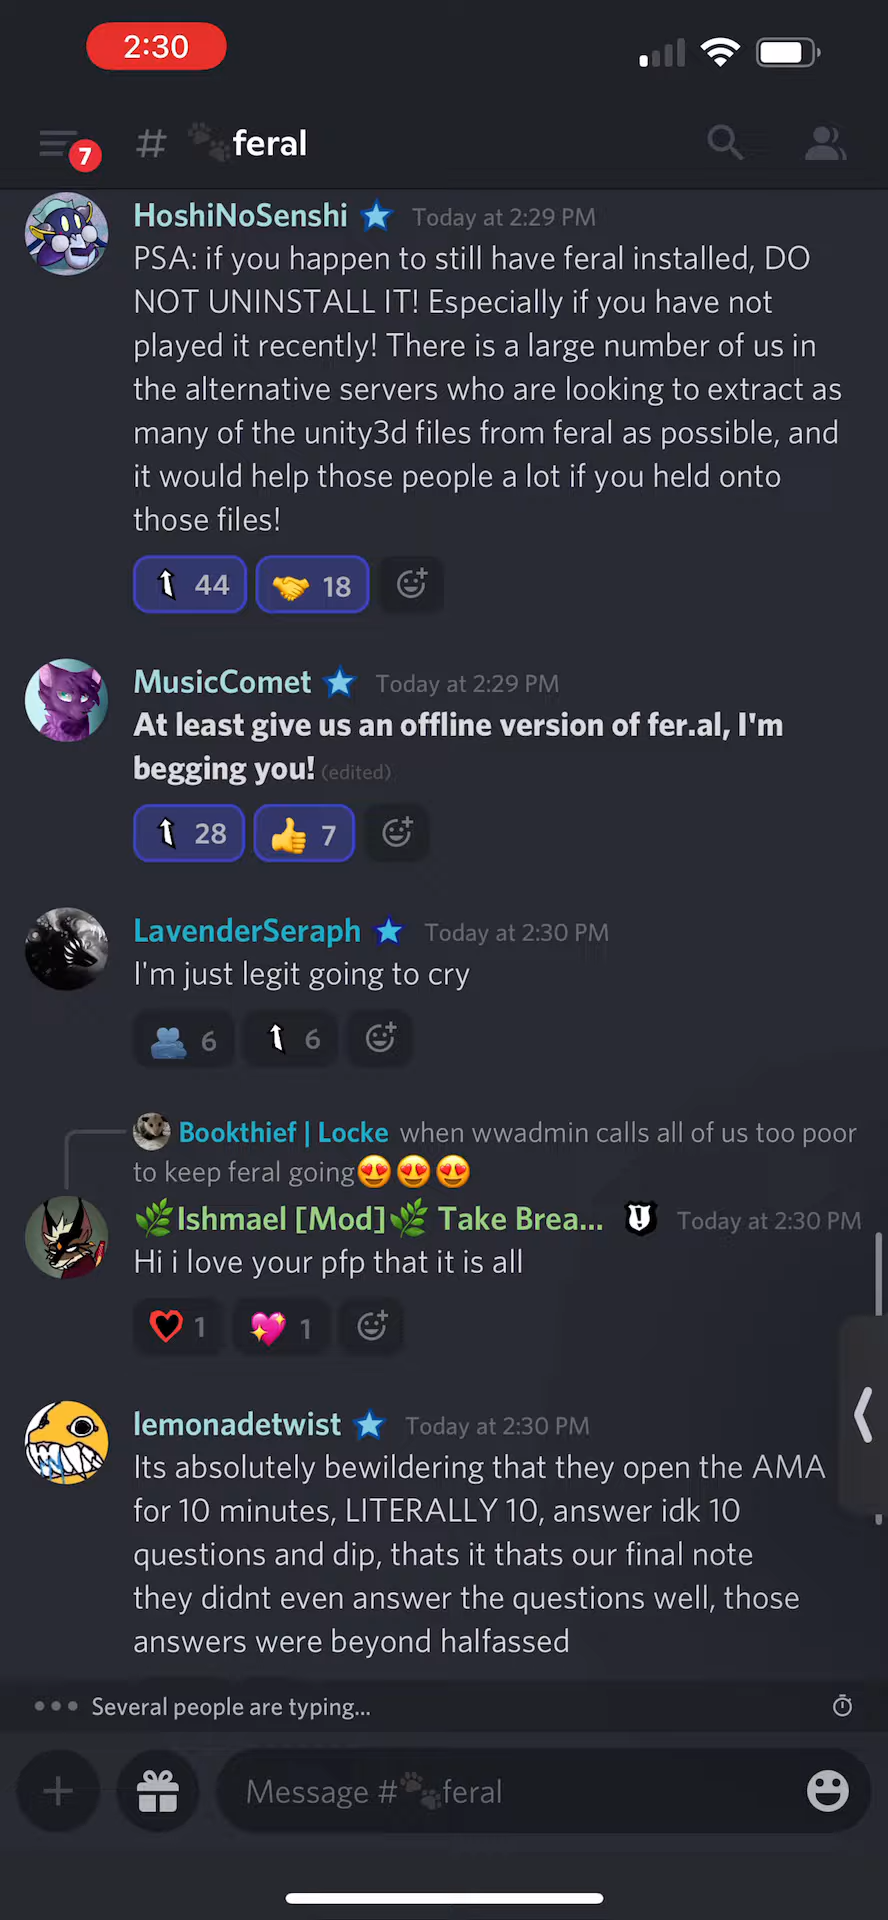 2:30
7
# 🐾feral
HoshiNoSenshi Today at 2:29 PM
PSA: if you happen to still have feral installed, DO
NOT UNINSTALL IT! Especially if you have not
played it recently! There is a large number of us in
the alternative servers who are looking to extract as
many of the unity3d files from feral as possible, and
it would help those people a lot if you held onto
those files!
44 🤝 18
MusicComet Today at 2:29 PM
At least give us an offline version of fer.al, I'm
begging you! (edited)
28 👍 7
LavenderSeraph Today at 2:30 PM
I'm just legit going to cry
🫂 6 6
Bookthief | Locke when wwadmin calls all of us too poor
to keep feral going😍😍😍
🌿Ishmael [Mod]🌿 Take Brea... Today at 2:30 PM
Hi i love your pfp that it is all
1 💖 1
lemonadetwist Today at 2:30 PM
Its absolutely bewildering that they open the AMA
for 10 minutes, LITERALLY 10, answer idk 10
questions and dip, thats it thats our final note
they didnt even answer the questions well, those
answers were beyond halfassed
Several people are typing...
Message #🐾feral